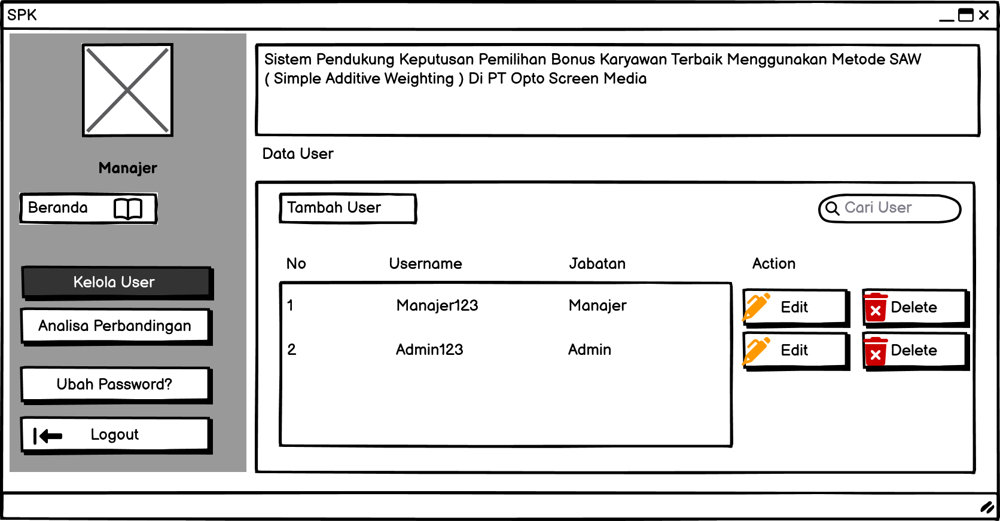 SPK
Sistem Pendukung Keputusan Pemilihan Bonus Karyawan Terbaik Menggunakan Metode SAW
( Simple Additive Weighting ) Di PT Opto Screen Media
Manajer
Beranda
Kelola User
Analisa Perbandingan
Ubah Password?
Logout
Data User
Tambah User
Cari User
No Username Jabatan Action
1 Manajer123 Manajer Edit Delete
2 Admin123 Admin Edit Delete